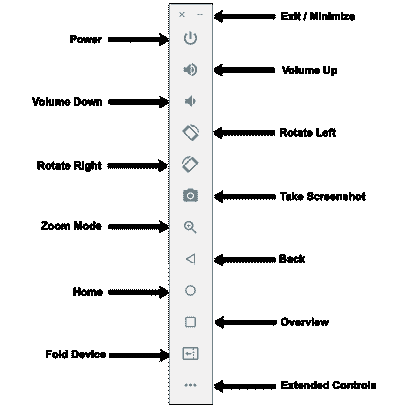 Exit / Minimize
Power
Volume Up
Volume Down
Rotate Left
Rotate Right
Take Screenshot
Zoom Mode
Back
Home
Overview
Fold Device
Extended Controls